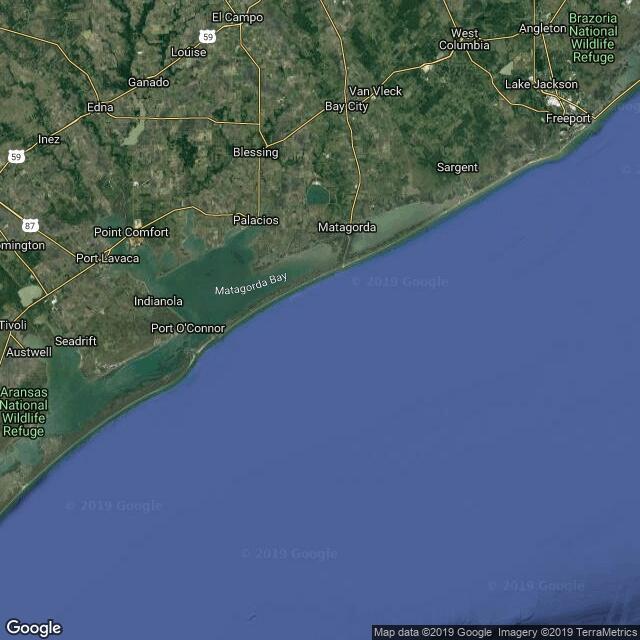 El Campo
59
Louise
Ganado
Edna
Inez
59
Blessing
Van Vleck
Bay City
West
Columbia
Angleton
Brazoria
National
Wildlife
Refuge
Lake Jackson
Freeport
Sargent
87
omington
Point Comfort
Port Lavaca
Palacios
Matagorda
Matagorda Bay
Indianola
Port O'Connor
Tivoli
Seadrift
Austwell
Aransas
National
Wildlife
Refuge
© 2019 Google
© 2019 Google
© 2019 Google
© 2019 Google
Google
Map data ©2019 Google Imagery ©2019 TerraMetrics